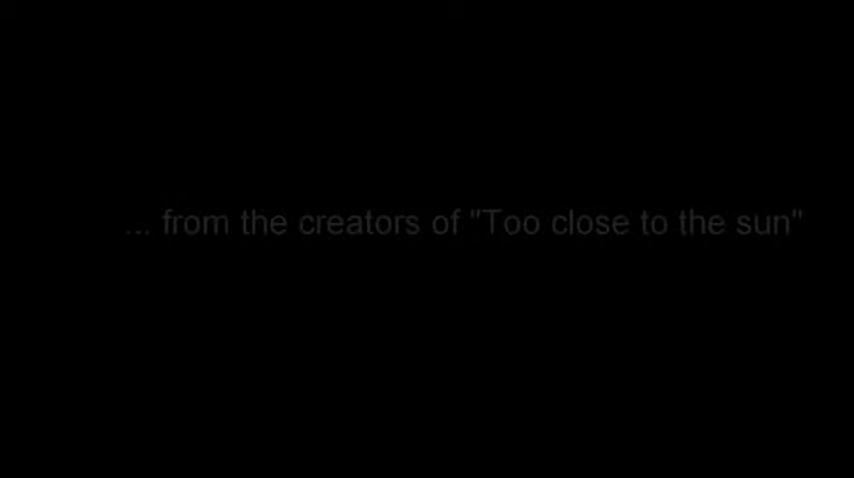 ... from the creators of "Too close to the sun"